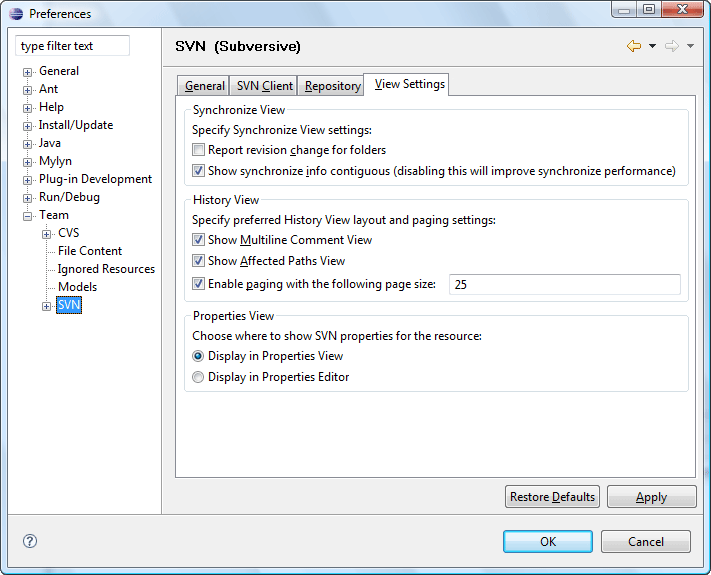 Preferences
type filter text
General
Ant
Help
Install/Update
Java
Mylyn
Plug-in Development
Run/Debug
Team
CVS
File Content
Ignored Resources
Models
SVN
SVN (Subversive)
General SVN Client Repository View Settings
Synchronize View
Specify Synchronize View settings:
Report revision change for folders
Show synchronize info contiguous (disabling this will improve synchronize performance)
History View
Specify preferred History View layout and paging settings:
Show Multiline Comment View
Show Affected Paths View
Enable paging with the following page size: 25
Properties View
Choose where to show SVN properties for the resource:
Display in Properties View
Display in Properties Editor
Restore Defaults Apply
? OK Cancel